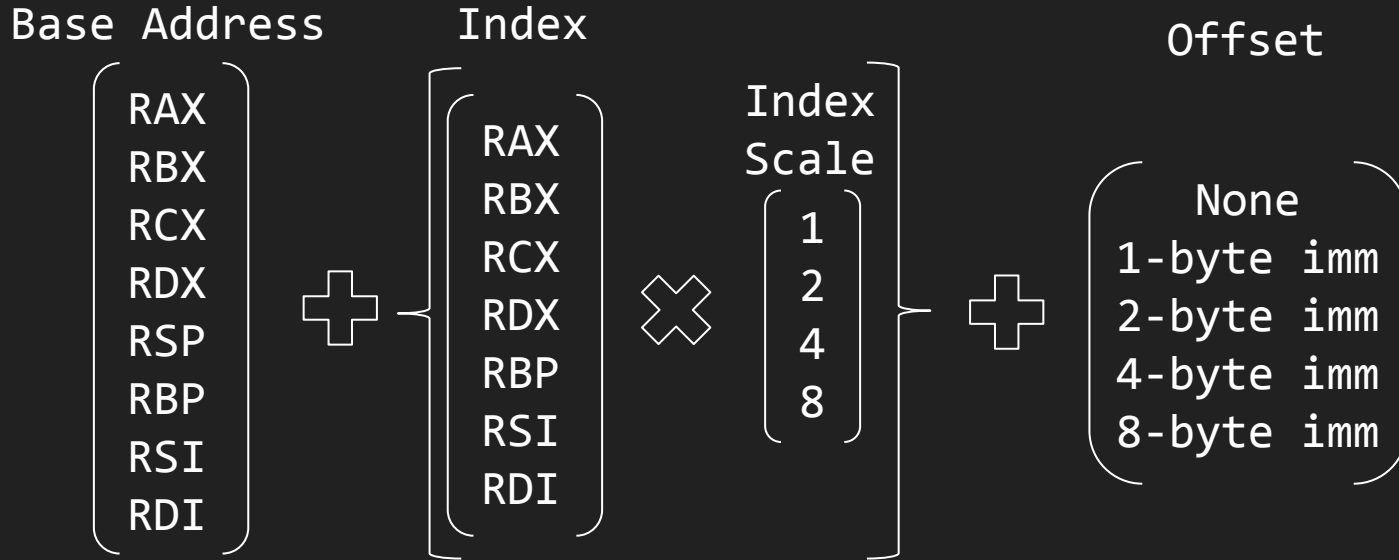 Base Address
RAX
RBX
RCX
RDX
RSP
RBP
RSI
RDI
Index
RAX
RBX
RCX
RDX
RBP
RSI
RDI
Index
Scale
1
2
4
8
Offset
None
1-byte imm
2-byte imm
4-byte imm
8-byte imm